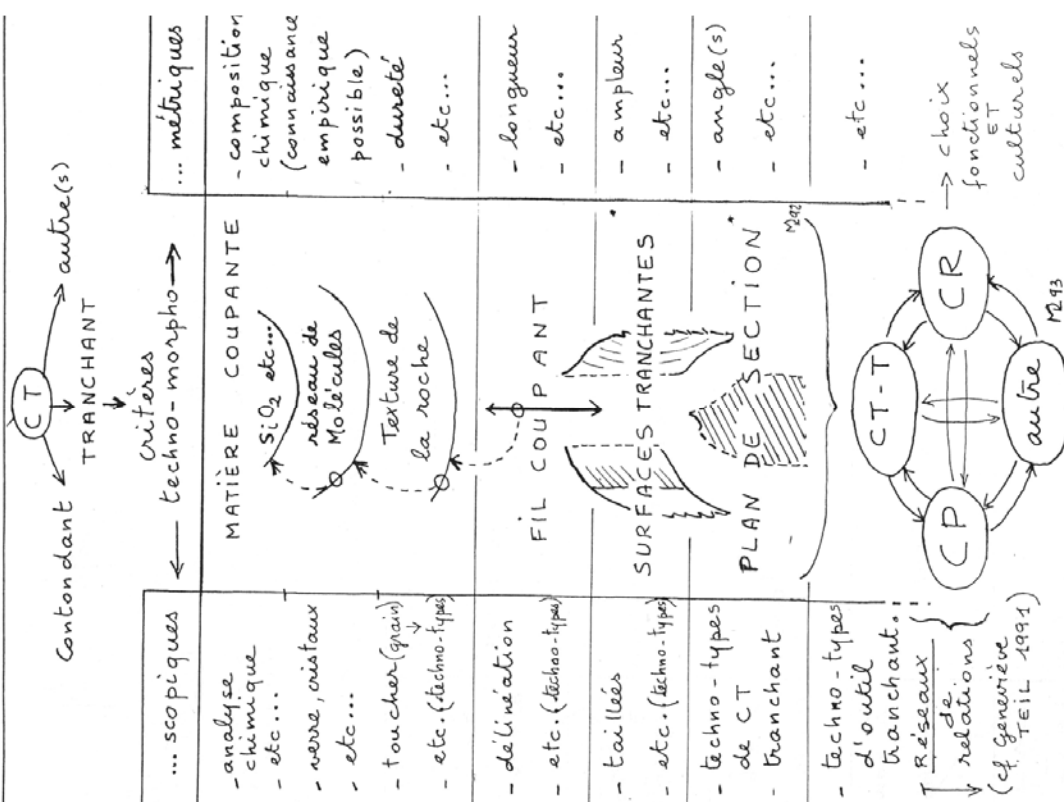 CT
Contondant
autre(s)
TRANCHANT
critères
techno-morpho
... scopiques
... métriques
- analyse
chimique
- etc...
- verre, cristaux
- etc...
- toucher (grain)
- etc. (techno-types)
MATIÈRE COUPANTE
SiO2 etc...
réseau de
Molécules
Texture de
la roche
- composition
chimique
(connaissance
empirique
possible)
- dureté
- etc...
- délinéation
- etc. (techno-types)
FIL COUPANT
- longueur
- etc...
- taillées
- etc. (techno-types)
SURFACES TRANCHANTES
- ampleur
- etc...
- techno-types
de CT
tranchant
PLAN DE SECTION
- angle(s)
- etc...
M292
- techno-types
d'outil
tranchant.
- etc...
Réseaux
de
relations
(cf. Geneviève
TEIL 1991)
CT-T
CP
CR
autre
M293
choix
fonctionnels
ET
culturels